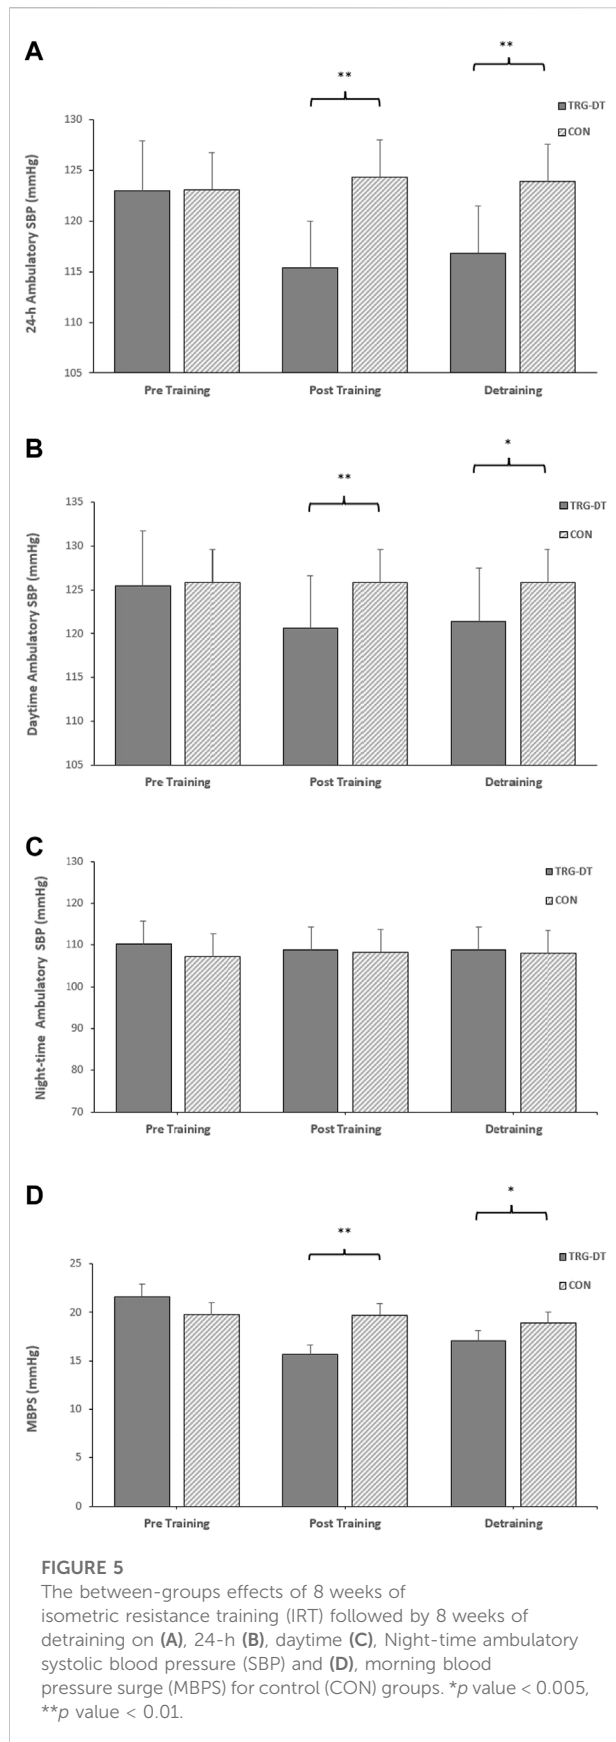 A
**
**
TRG-DT
CON
24-h Ambulatory SBP (mmHg)
130
125
120
115
110
105
Pre Training
Post Training
Detraining
B
**
*
TRG-DT
CON
Daytime Ambulatory SBP (mmHg)
135
130
125
120
115
110
105
Pre Training
Post Training
Detraining
C
TRG-DT
CON
Night-time Ambulatory SBP (mmHg)
130
120
110
100
90
80
70
Pre Training
Post Training
Detraining
D
**
*
TRG-DT
CON
MBPS (mmHg)
25
20
15
10
5
0
Pre Training
Post Training
Detraining
FIGURE 5
The between-groups effects of 8 weeks of
isometric resistance training (IRT) followed by 8 weeks of
detraining on (A), 24-h (B), daytime (C), Night-time ambulatory
systolic blood pressure (SBP) and (D), morning blood
pressure surge (MBPS) for control (CON) groups. *p value < 0.005,
**p value < 0.01.